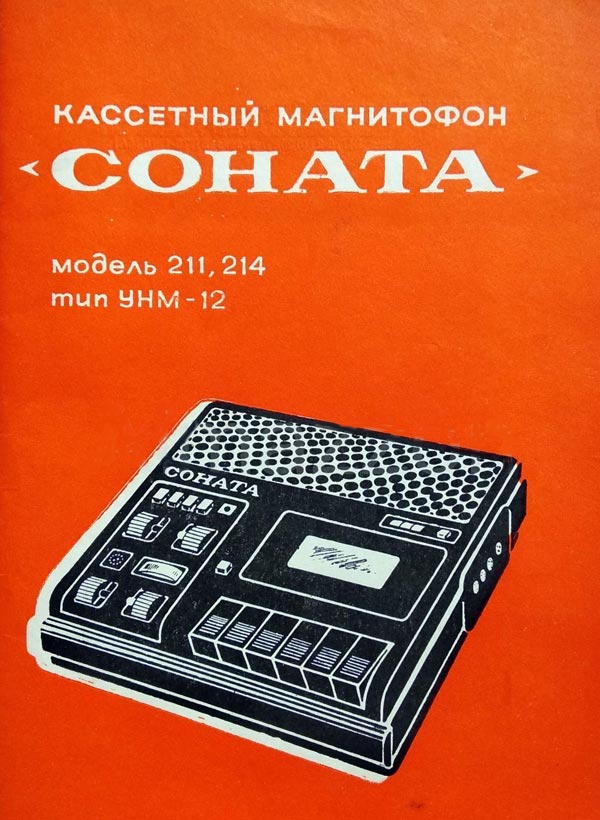 КАССЕТНЫЙ МАГНИТОФОН
‹СОНАТА›
модель 211, 214
тип УНМ-12
СОНАТА